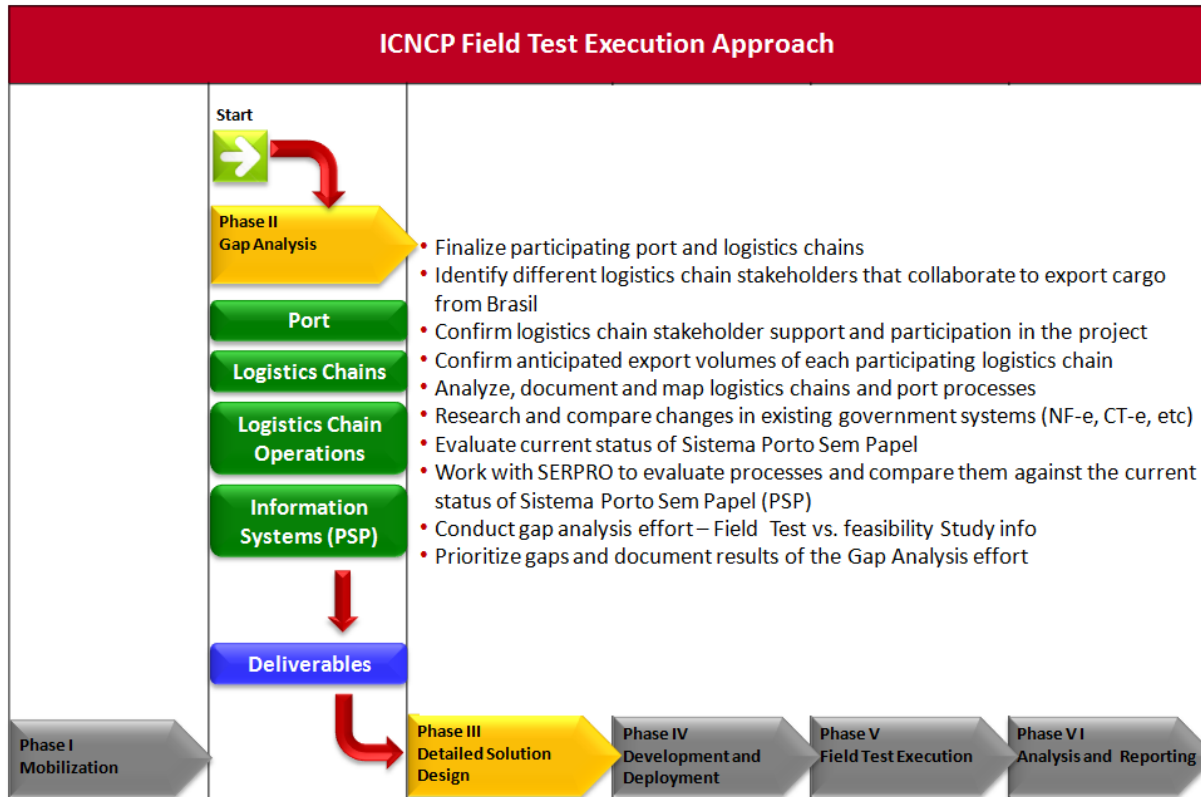 ICNCP Field Test Execution Approach
Start
Phase II
Gap Analysis
Port
Logistics Chains
Logistics Chain
Operations
Information
Systems (PSP)
Deliverables
• Finalize participating port and logistics chains
• Identify different logistics chain stakeholders that collaborate to export cargo
from Brasil
• Confirm logistics chain stakeholder support and participation in the project
• Confirm anticipated export volumes of each participating logistics chain
• Analyze, document and map logistics chains and port processes
• Research and compare changes in existing government systems (NF-e, CT-e, etc)
• Evaluate current status of Sistema Porto Sem Papel
• Work with SERPRO to evaluate processes and compare them against the current
status of Sistema Porto Sem Papel (PSP)
• Conduct gap analysis effort – Field Test vs. feasibility Study info
• Prioritize gaps and document results of the Gap Analysis effort
Phase I
Mobilization
Phase III
Detailed Solution
Design
Phase IV
Development and
Deployment
Phase V
Field Test Execution
Phase VI
Analysis and Reporting